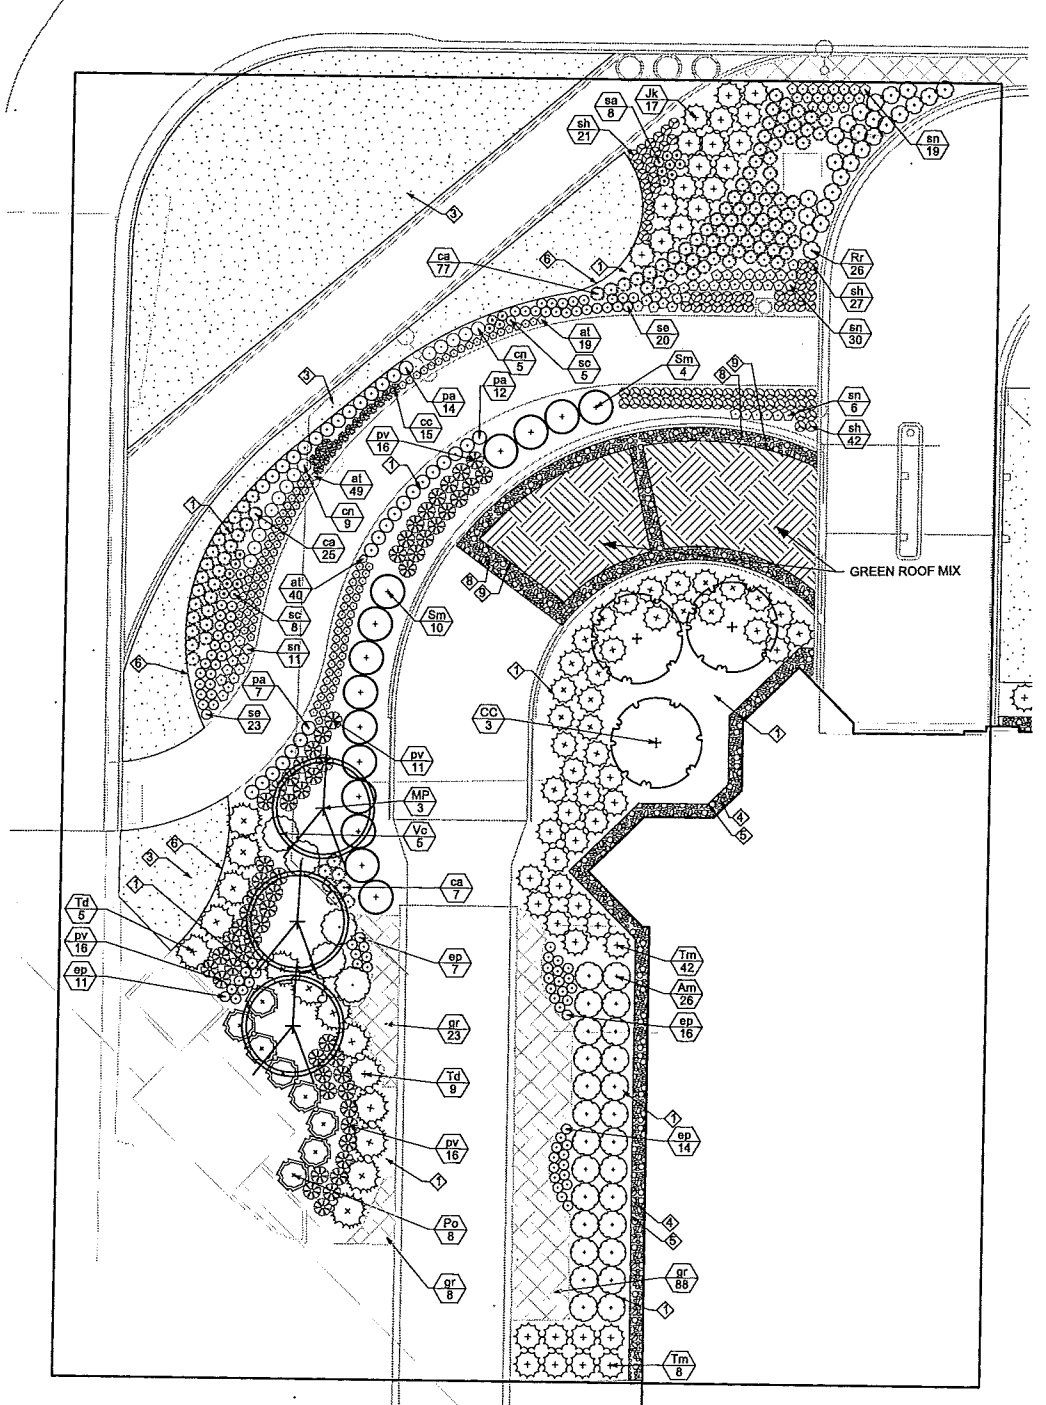 sa
8
Jk
17
sh
21
sn
19
3
ca
77
6
1
Rr
26
sh
27
sn
30
at
19
se
20
cn
5
sc
5
Sm
4
9
8
3
pa
12
pa
14
cc
15
pv
16
sn
6
sh
42
1
at
49
cn
9
1
ca
25
GREEN ROOF MIX
at
40
8
9
sc
8
Sm
10
sn
11
6
pa
7
se
23
1
CC
3
1
pv
11
MP
3
Vc
5
4
5
6
3
1
ca
7
Td
5
pv
16
ep
11
ep
7
Tm
42
Am
26
ep
16
gr
23
Td
9
1
pv
16
ep
14
1
Po
8
4
5
gr
8
gr
88
1
Tm
8